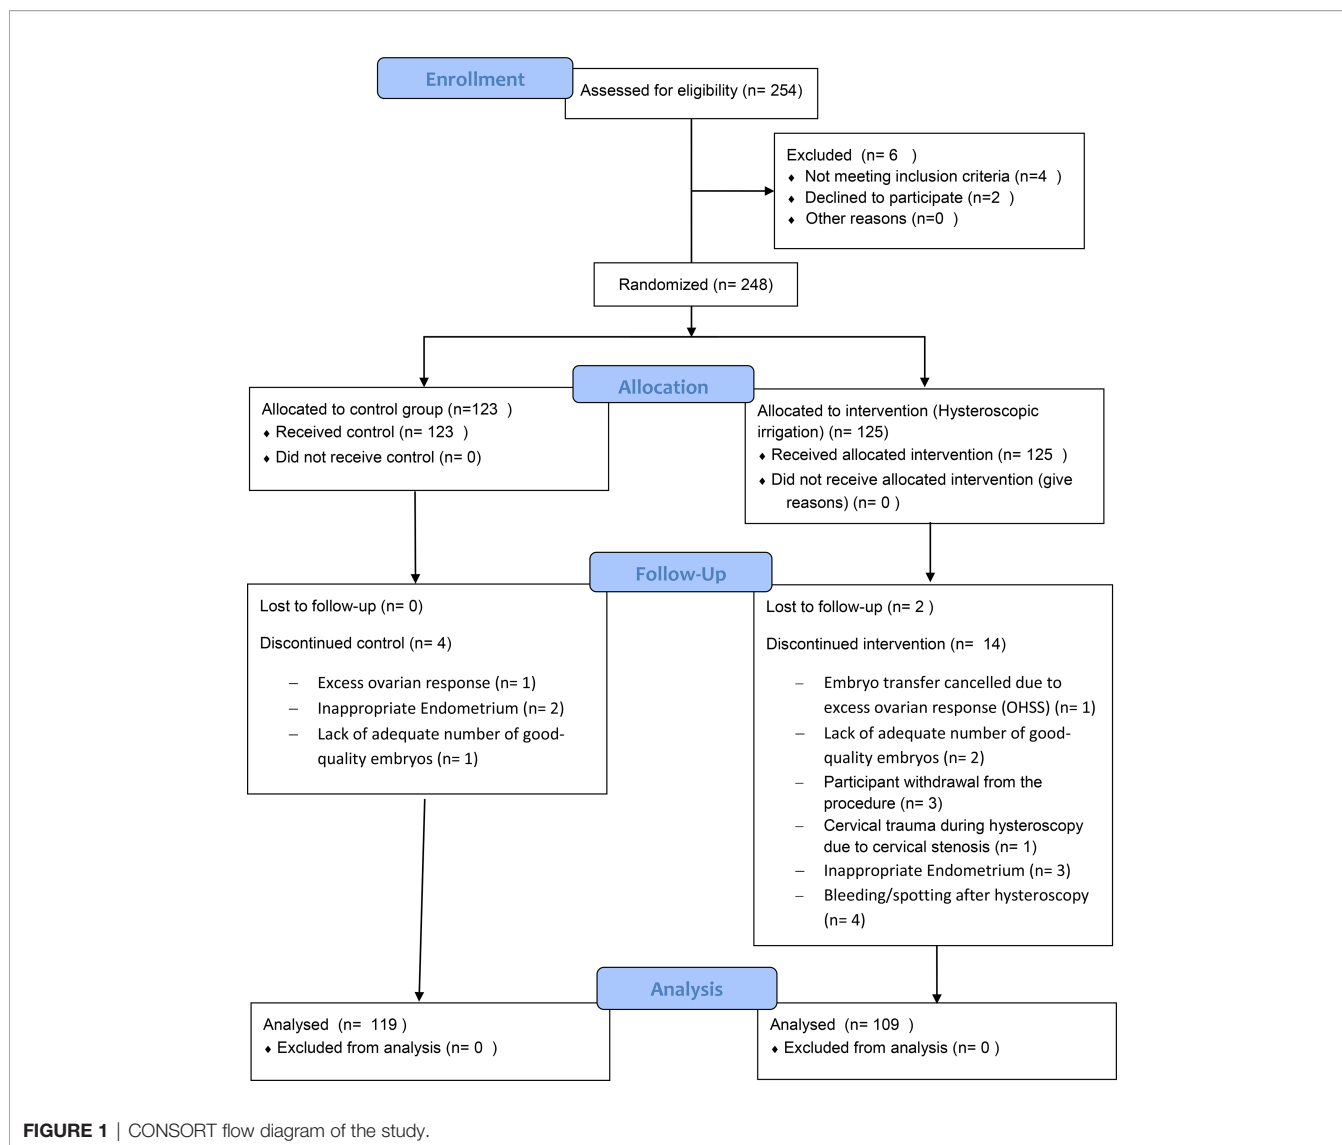 Enrollment
Assessed for eligibility (n= 254)
Excluded (n= 6 )
♦ Not meeting inclusion criteria (n=4 )
♦ Declined to participate (n=2 )
♦ Other reasons (n=0 )
Randomized (n= 248)
Allocation
Allocated to control group (n=123 )
♦ Received control (n= 123 )
♦ Did not receive control (n= 0)
Allocated to intervention (Hysteroscopic
irrigation) (n= 125)
♦ Received allocated intervention (n= 125 )
♦ Did not receive allocated intervention (give
reasons) (n= 0 )
Follow-Up
Lost to follow-up (n= 0)
Discontinued control (n= 4)
– Excess ovarian response (n= 1)
– Inappropriate Endometrium (n= 2)
– Lack of adequate number of good-
quality embryos (n= 1)
Lost to follow-up (n= 2 )
Discontinued intervention (n= 14)
– Embryo transfer cancelled due to
excess ovarian response (OHSS) (n= 1)
– Lack of adequate number of good-
quality embryos (n= 2)
– Participant withdrawal from the
procedure (n= 3)
– Cervical trauma during hysteroscopy
due to cervical stenosis (n= 1)
– Inappropriate Endometrium (n= 3)
– Bleeding/spotting after hysteroscopy
(n= 4)
Analysis
Analysed (n= 119 )
♦ Excluded from analysis (n= 0 )
Analysed (n= 109 )
♦ Excluded from analysis (n= 0 )
FIGURE 1 | CONSORT flow diagram of the study.